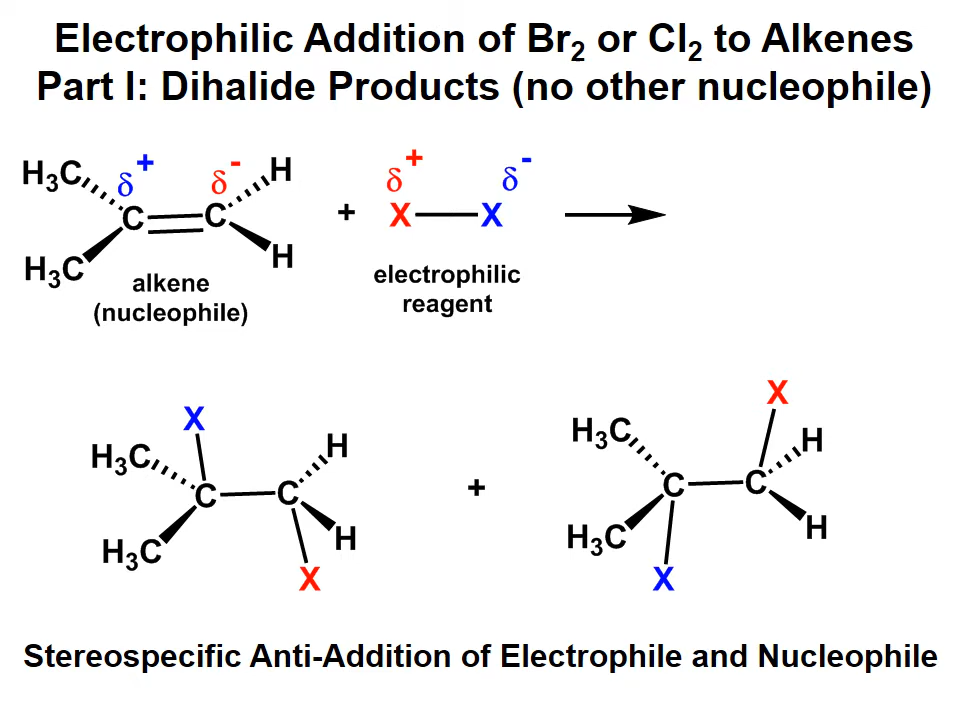 Electrophilic Addition of Br₂ or Cl₂ to Alkenes
Part I: Dihalide Products (no other nucleophile)
H₃C δ⁺ δ⁻ H
C C
H₃C H
alkene
(nucleophile)
+
δ⁺ δ⁻
X X
electrophilic
reagent
X
H₃C H
C C
H₃C H
X
+
X
H₃C H
C C
H₃C H
X
Stereospecific Anti-Addition of Electrophile and Nucleophile